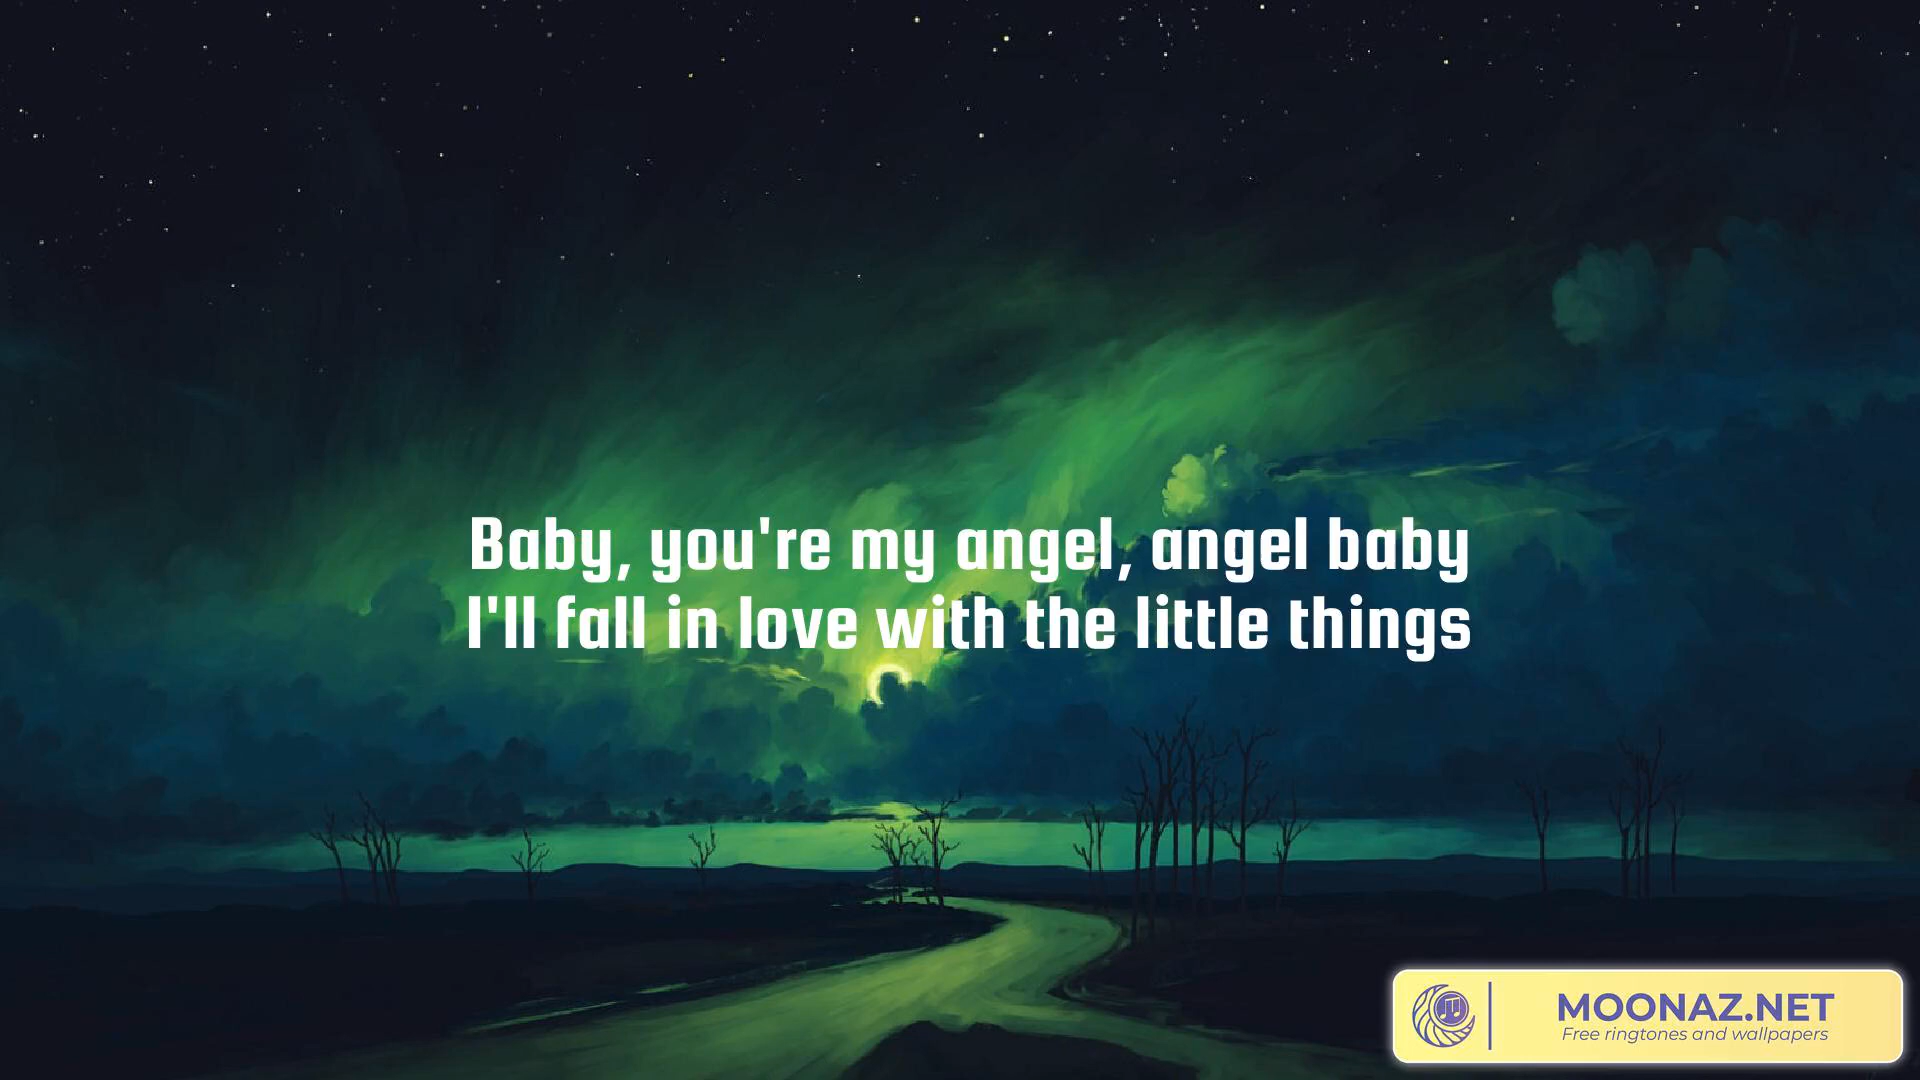 Baby, you're my angel, angel baby
I'll fall in love with the little things
MOONAZ.NET
Free ringtones and wallpapers